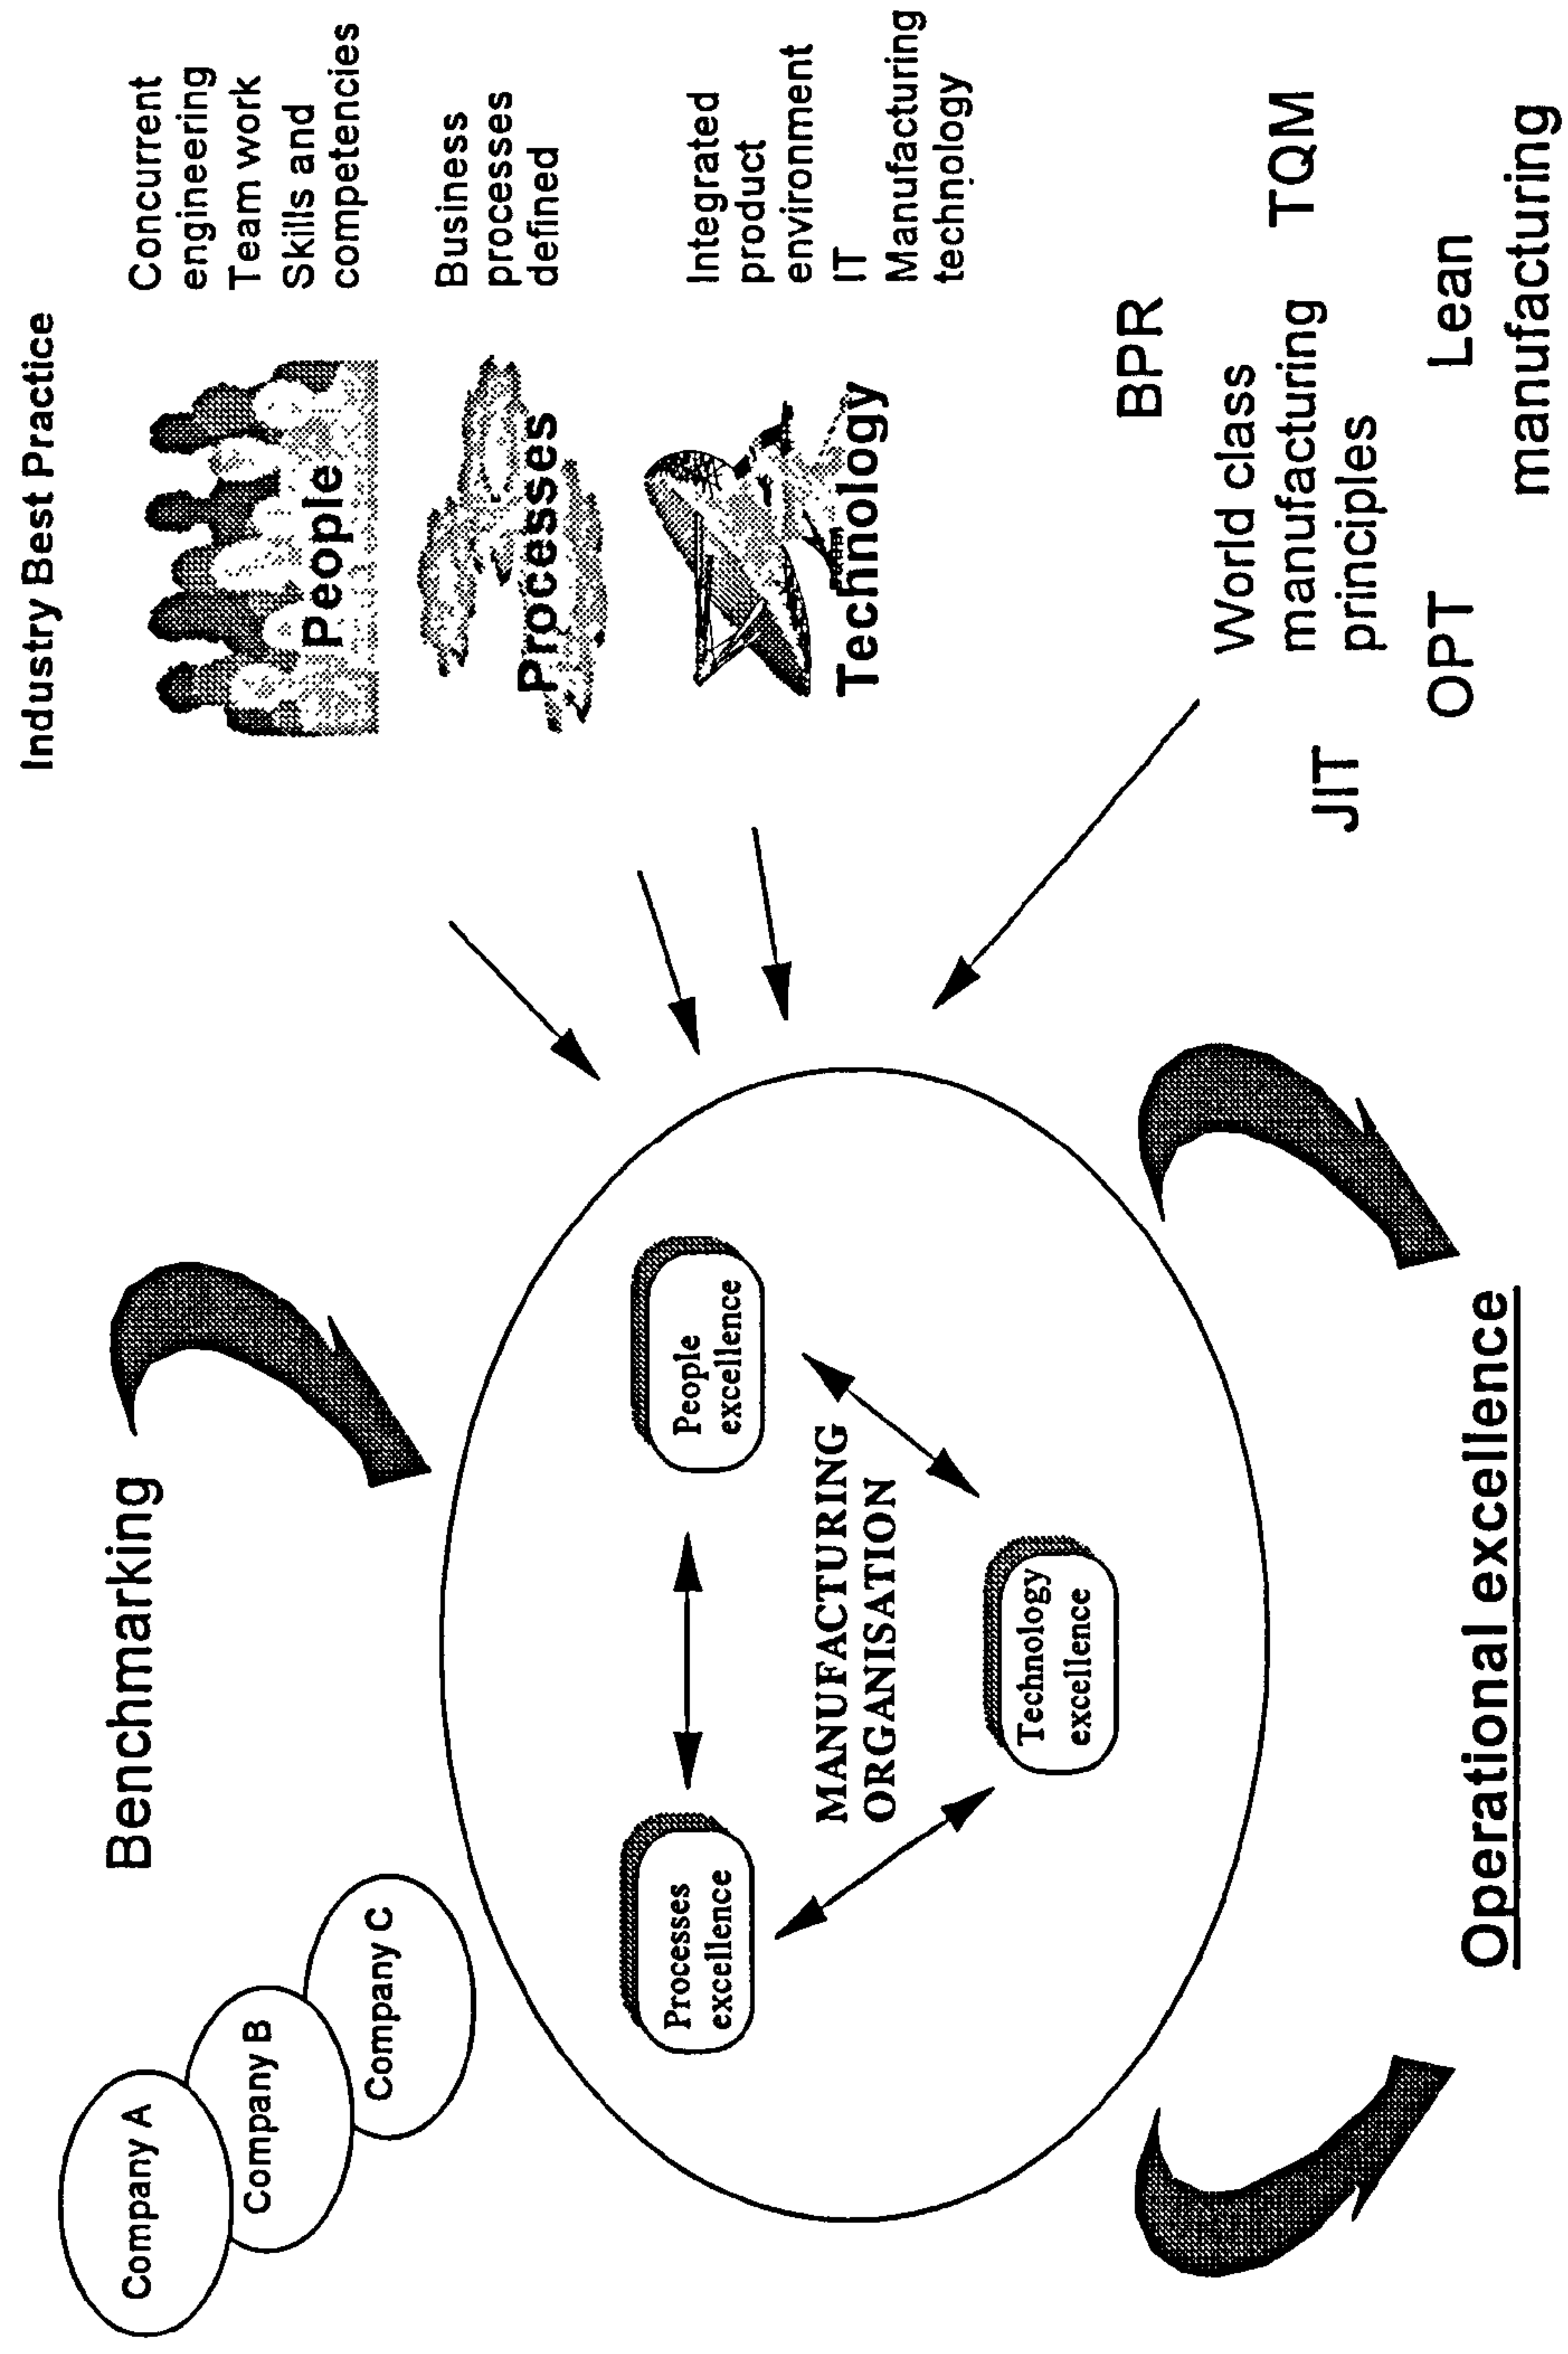 Industry Best Practice
Company A
Company B
Company C
Benchmarking
People
Concurrent
engineering
Team work
Skills and
competencies
Processes
Business
processes
defined
Technology
Integrated
product
environment
IT
Manufacturing
technology
Processes
excellence
People
excellence
MANUFACTURING
ORGANISATION
Technology
excellence
BPR
World class
manufacturing
principles
TQM
JIT
OPT
Lean
manufacturing
Operational excellence